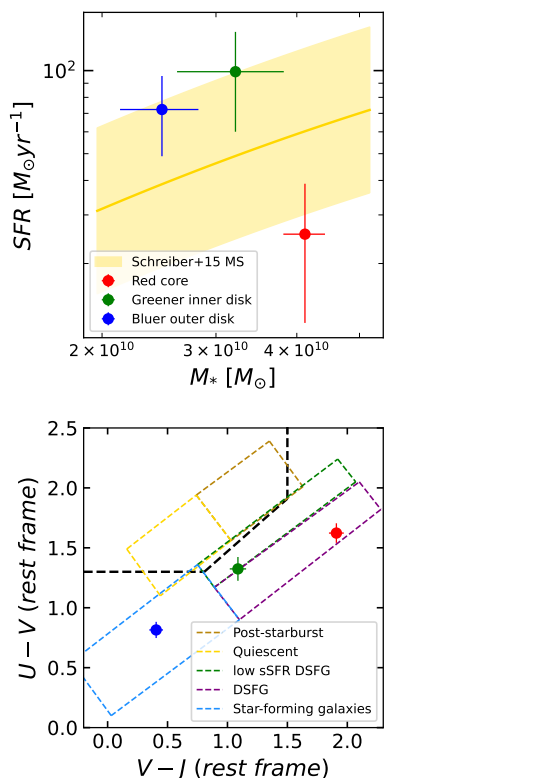 10²
SFR [M⊙yr⁻¹]
Schreiber+15 MS
Red core
Greener inner disk
Bluer outer disk
2 × 10¹⁰ 3 × 10¹⁰ 4 × 10¹⁰
M* [M⊙]
2.5
2.0
1.5
1.0
0.5
0.0
U − V (rest frame)
Post-starburst
Quiescent
low sSFR DSFG
DSFG
Star-forming galaxies
0.0 0.5 1.0 1.5 2.0
V − J (rest frame)